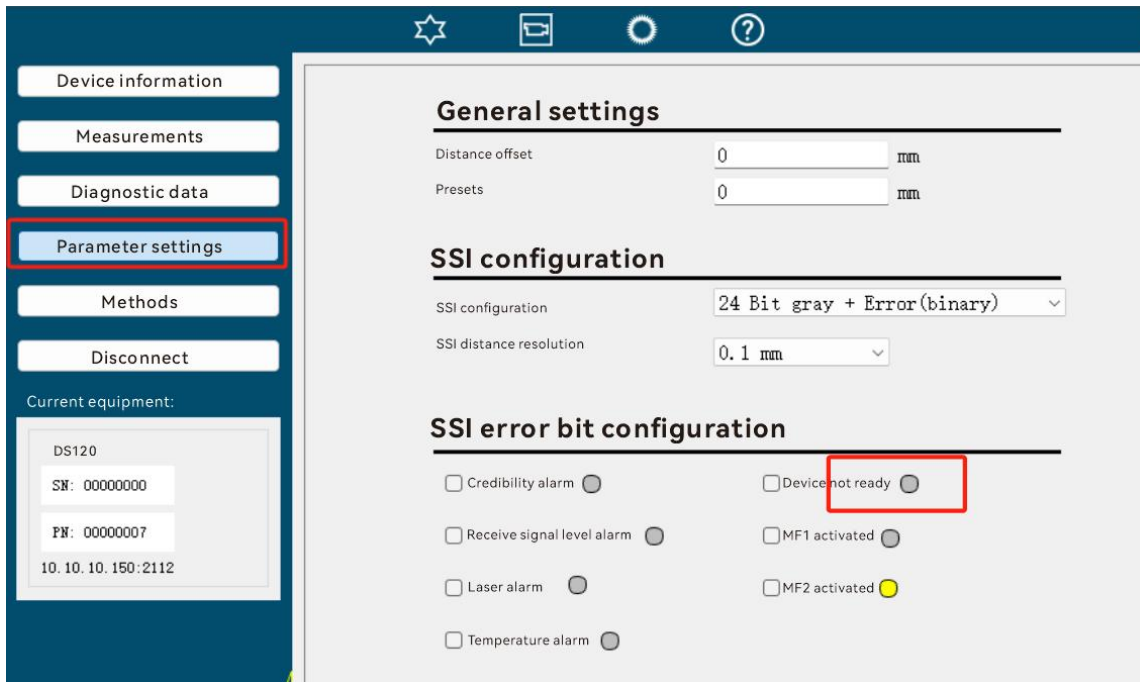 ?
Device information
Measurements
Diagnostic data
Parameter settings
Methods
Disconnect
Current equipment:
DS120
SN: 00000000
PN: 00000007
10.10.10.150:2112
General settings
Distance offset 0 mm
Presets 0 mm
SSI configuration
SSI configuration 24 Bit gray + Error(binary)
SSI distance resolution 0.1 mm
SSI error bit configuration
Credibility alarm Device not ready
Receive signal level alarm MF1 activated
Laser alarm MF2 activated
Temperature alarm